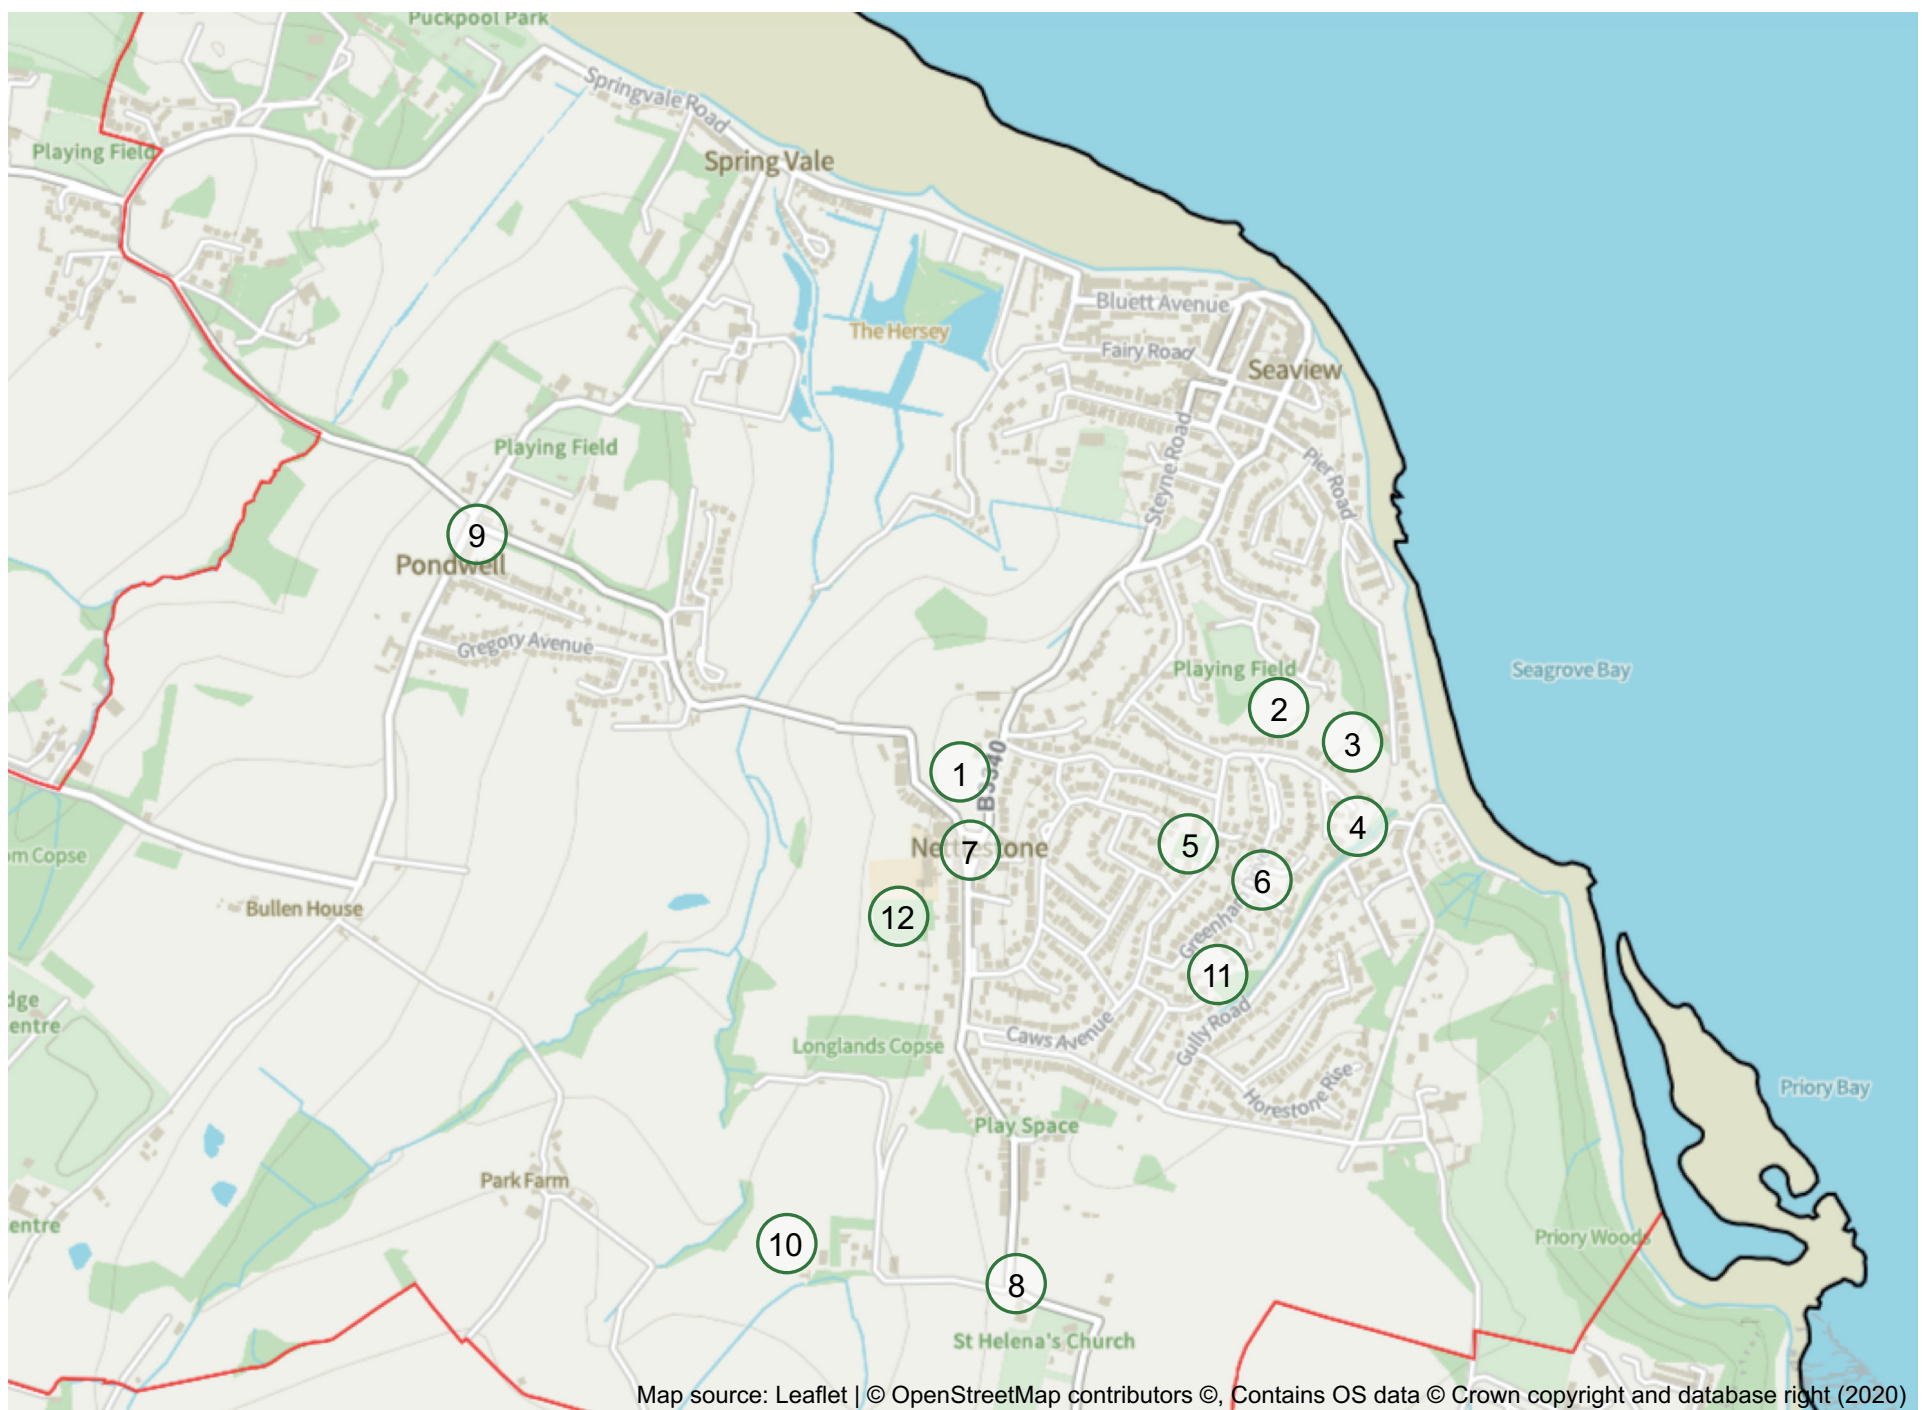 Puckpool Park
Springvale Road
Playing Field
Spring Vale
Bluett Avenue
The Hersey
Fairy Road
Seaview
Steyne Road
Pier Road
Playing Field
9
Pondwell
Gregory Avenue
Playing Field
Seagrove Bay
2
3
1
B3340
4
5
7
om Copse
6
Bullen House
12
Greenham
11
dge
entre
Gully Road
Caws Avenue
Longlands Copse
Horestone Rise
Priory Bay
Play Space
Park Farm
entre
10
Priory Woods
8
St Helena's Church
Map source: Leaflet | © OpenStreetMap contributors ©, Contains OS data © Crown copyright and database right (2020)